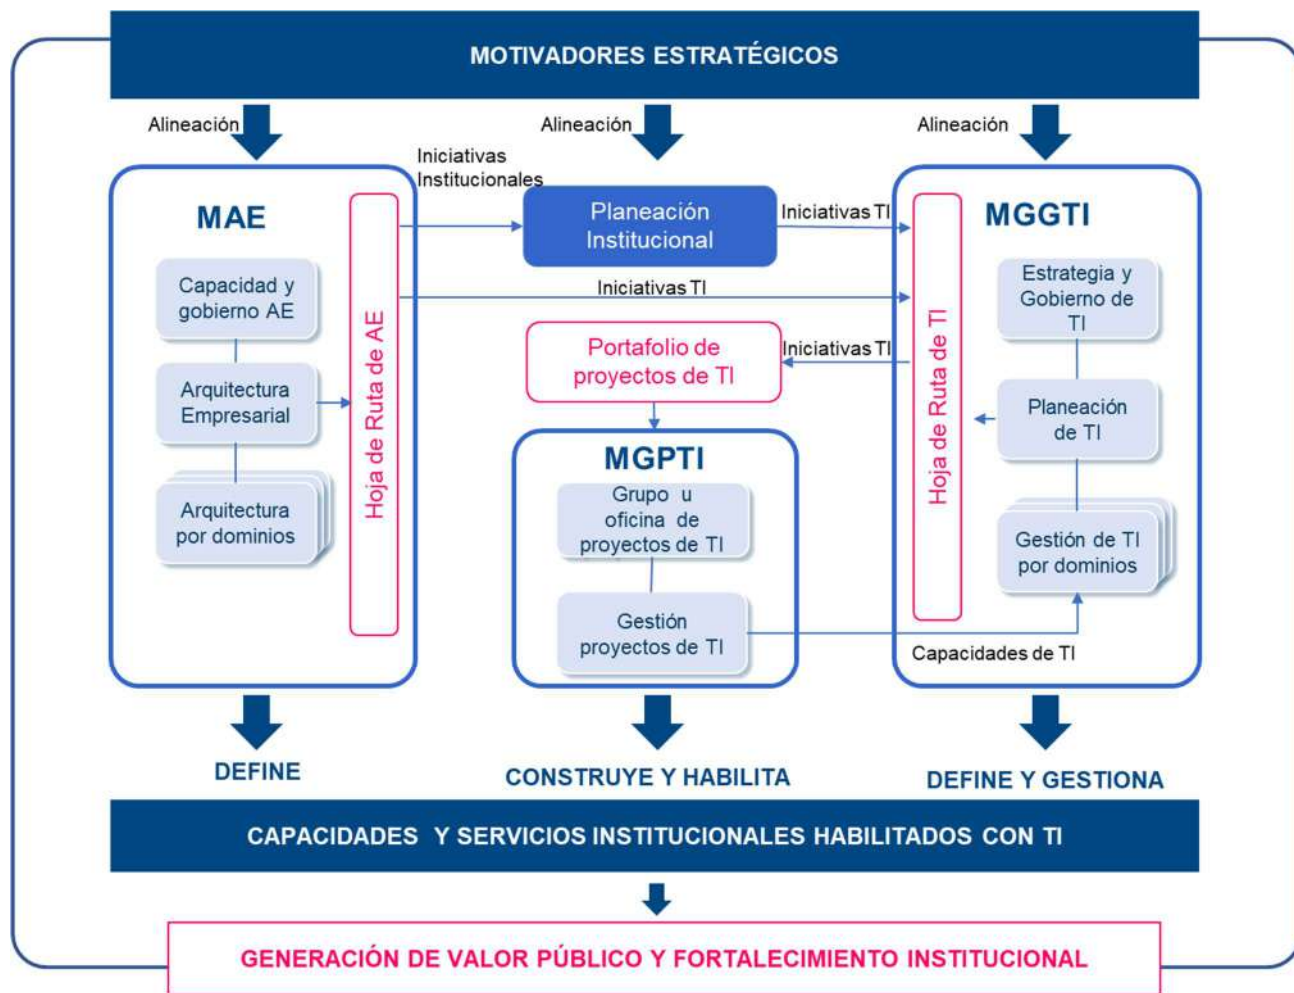 MOTIVADORES ESTRATÉGICOS
Alineación
Alineación
Alineación
MAE
Capacidad y
gobierno AE
Arquitectura
Empresarial
Arquitectura
por dominios
Hoja de Ruta de AE
Iniciativas
Institucionales
Planeación
Institucional
Iniciativas TI
Iniciativas TI
Portafolio de
proyectos de TI
Iniciativas TI
MGPTI
Grupo u
oficina de
proyectos de TI
Gestión
proyectos de TI
Capacidades de TI
MGGTI
Hoja de Ruta de TI
Estrategia y
Gobierno de
TI
Planeación
de TI
Gestión de TI
por dominios
DEFINE
CONSTRUYE Y HABILITA
DEFINE Y GESTIONA
CAPACIDADES Y SERVICIOS INSTITUCIONALES HABILITADOS CON TI
GENERACIÓN DE VALOR PÚBLICO Y FORTALECIMIENTO INSTITUCIONAL